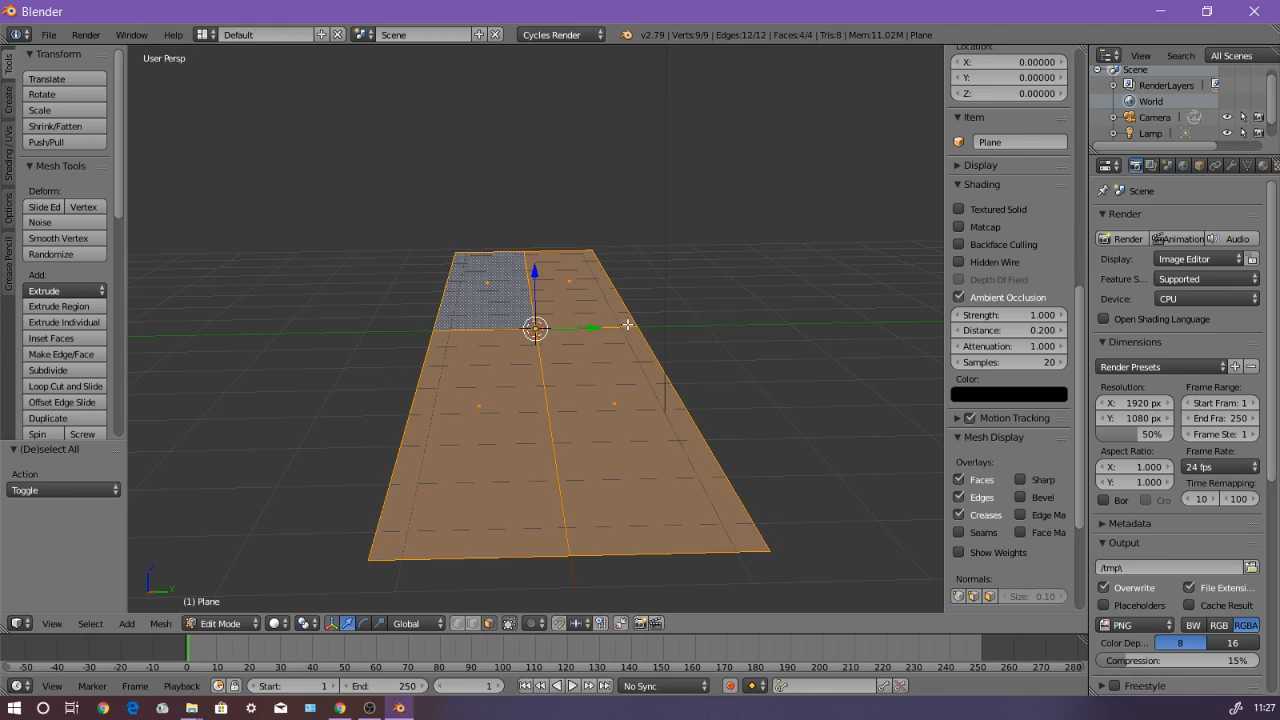 Blender
File Render Window Help Default Scene Cycles Render v2.79 | Verts:9/9 | Edges:12/12 | Faces:4/4 | Tris:8 | Mem:11.02M | Plane
Tools
Create
Shading / UVs
Options
Grease Pencil
Transform
Translate
Rotate
Scale
Shrink/Fatten
Push/Pull
Mesh Tools
Deform:
Slide Ed Vertex
Noise
Smooth Vertex
Randomize
Add:
Extrude
Extrude Region
Extrude Individual
Inset Faces
Make Edge/Face
Subdivide
Loop Cut and Slide
Offset Edge Slide
Duplicate
Spin Screw
(De)select All
Action
Toggle
User Persp
z
y
(1) Plane
Location:
X: 0.00000
Y: 0.00000
Z: 0.00000
Item
Plane
Display
Shading
Textured Solid
Matcap
Backface Culling
Hidden Wire
Depth Of Field
Ambient Occlusion
Strength: 1.000
Distance: 0.200
Attenuation: 1.000
Samples: 20
Color:
Motion Tracking
Mesh Display
Overlays:
Faces Sharp
Edges Bevel
Creases Edge Ma
Seams Face Ma
Show Weights
Normals:
Size: 0.10
View Search All Scenes
Scene
RenderLayers
World
Camera
Lamp
Scene
Render
Render Animation Audio
Display: Image Editor
Feature S... Supported
Device: CPU
Open Shading Language
Dimensions
Render Presets
Resolution: Frame Range:
X: 1920 px Start Fram: 1
Y: 1080 px End Fra: 250
50% Frame Ste: 1
Aspect Ratio: Frame Rate:
X: 1.000 24 fps
Y: 1.000 Time Remapping:
Bor Cro 10 100
Metadata
Output
/tmp\
Overwrite File Extensi...
Placeholders Cache Result
PNG BW RGB RGBA
Color Dep... 8 16
Compression: 15%
Freestyle
View Select Add Mesh Edit Mode Global
-50 -40 -30 -20 -10 0 10 20 30 40 50 60 70 80 90 100 110 120 130 140 150 160 170 180 190 200 210 220 230 240 250 260 270 280
View Marker Frame Playback Start: 1 End: 250 1 No Sync
11:27